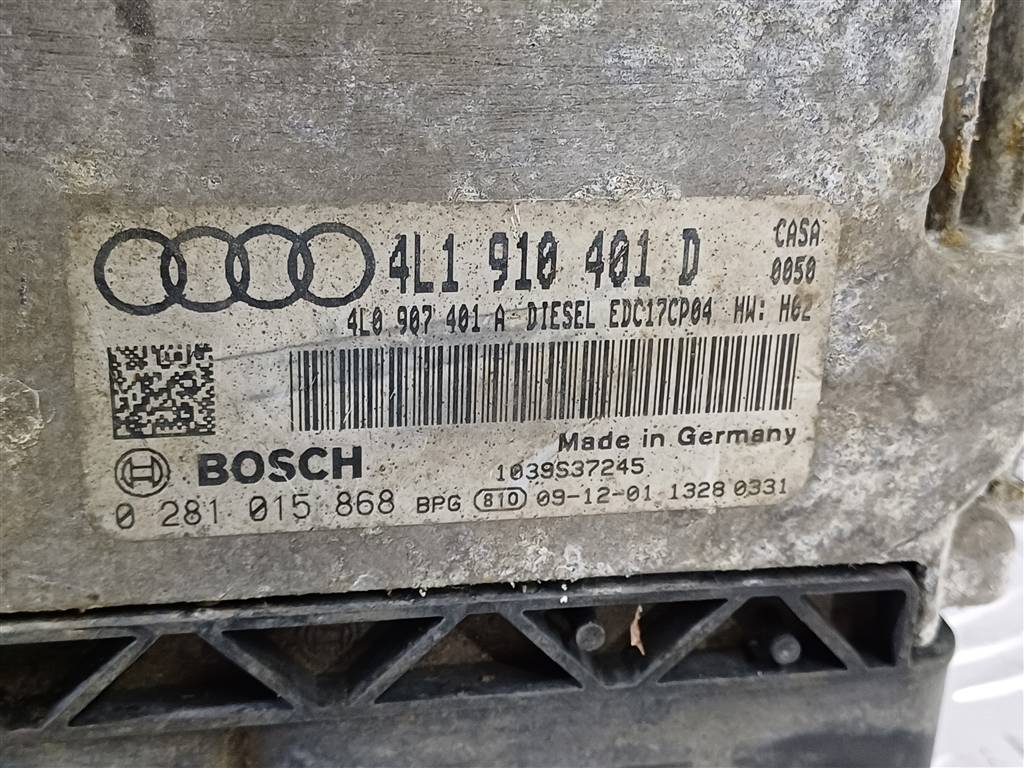 4L1 910 401 D
CASA
0050
4L0 907 401 A DIESEL EDC17CP04 HW: H02
Made in Germany
BOSCH
1039S37245
0 281 015 868 BPG 810 09-12-01 1328 0331